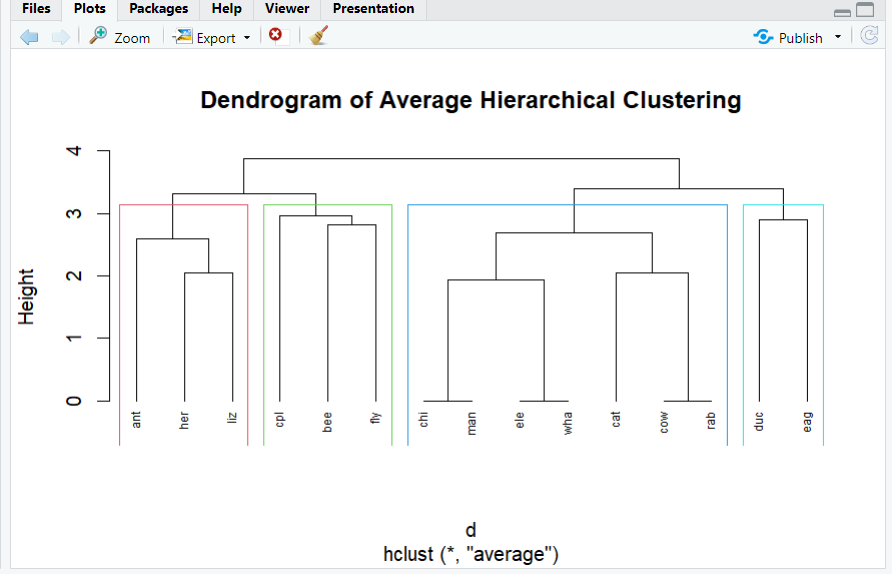 Files Plots Packages Help Viewer Presentation
Zoom Export Publish
Dendrogram of Average Hierarchical Clustering
4
3
2
1
0
Height
ant her liz cpl bee fly chi man ele wha cat cow rab duc eag
d
hclust (*, "average")